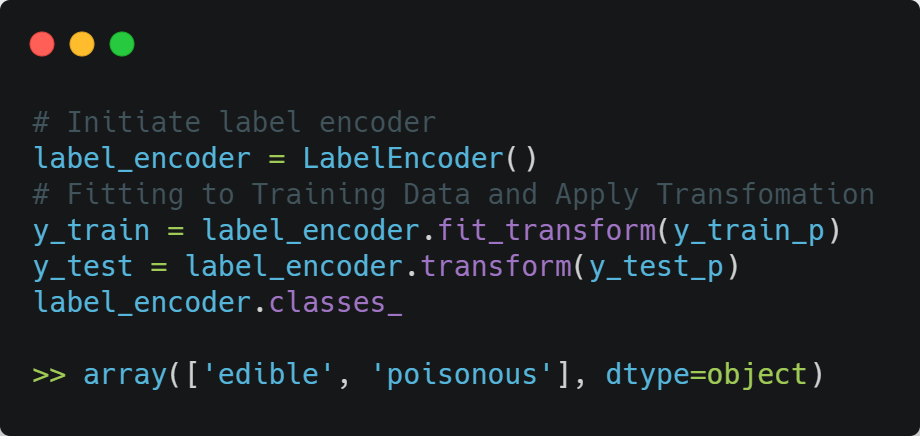 # Initiate label encoder
label_encoder = LabelEncoder()
# Fitting to Training Data and Apply Transfomation
y_train = label_encoder.fit_transform(y_train_p)
y_test = label_encoder.transform(y_test_p)
label_encoder.classes_
>> array(['edible', 'poisonous'], dtype=object)